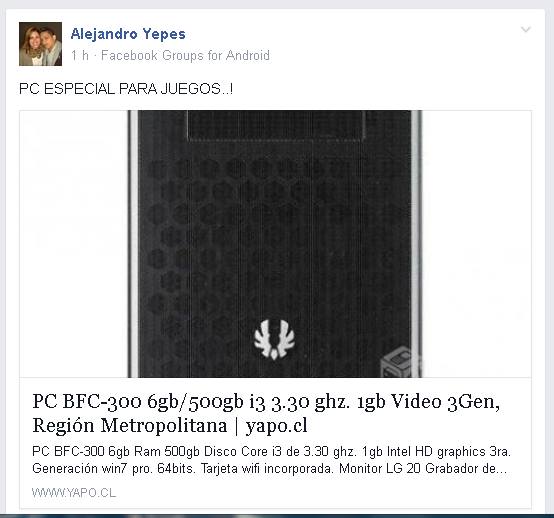 Alejandro Yepes
1 h · Facebook Groups for Android
PC ESPECIAL PARA JUEGOS..!
PC BFC-300 6gb/500gb i3 3.30 ghz. 1gb Video 3Gen,
Región Metropolitana | yapo.cl
PC BFC-300 6gb Ram 500gb Disco Core i3 de 3.30 ghz. 1gb Intel HD graphics 3ra.
Generación win7 pro. 64bits. Tarjeta wifi incorporada. Monitor LG 20 Grabador de...
WWW.YAPO.CL